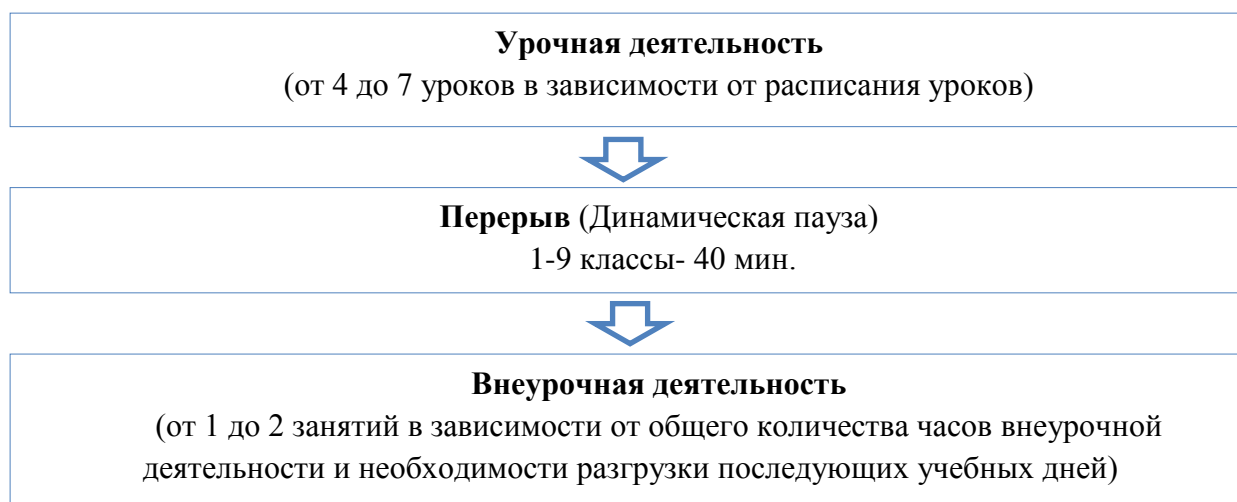 Урочная деятельность
(от 4 до 7 уроков в зависимости от расписания уроков)
Перерыв (Динамическая пауза)
1-9 классы- 40 мин.
Внеурочная деятельность
(от 1 до 2 занятий в зависимости от общего количества часов внеурочной
деятельности и необходимости разгрузки последующих учебных дней)